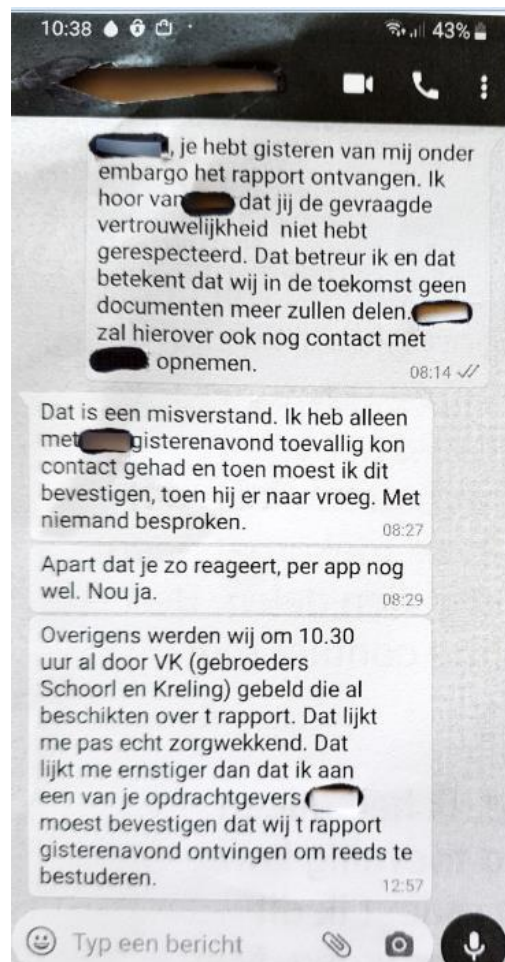 10:38
43%
, je hebt gisteren van mij onder
embargo het rapport ontvangen. Ik
hoor van dat jij de gevraagde
vertrouwelijkheid niet hebt
gerespecteerd. Dat betreur ik en dat
betekent dat wij in de toekomst geen
documenten meer zullen delen.
zal hierover ook nog contact met
opnemen.
08:14
Dat is een misverstand. Ik heb alleen
met gisterenavond toevallig kon
contact gehad en toen moest ik dit
bevestigen, toen hij er naar vroeg. Met
niemand besproken.
08:27
Apart dat je zo reageert, per app nog
wel. Nou ja.
08:29
Overigens werden wij om 10.30
uur al door VK (gebroeders
Schoorl en Kreling) gebeld die al
beschikten over t rapport. Dat lijkt
me pas echt zorgwekkend. Dat
lijkt me ernstiger dan dat ik aan
een van je opdrachtgevers
moest bevestigen dat wij t rapport
gisterenavond ontvingen om reeds te
bestuderen.
12:57
Typ een bericht